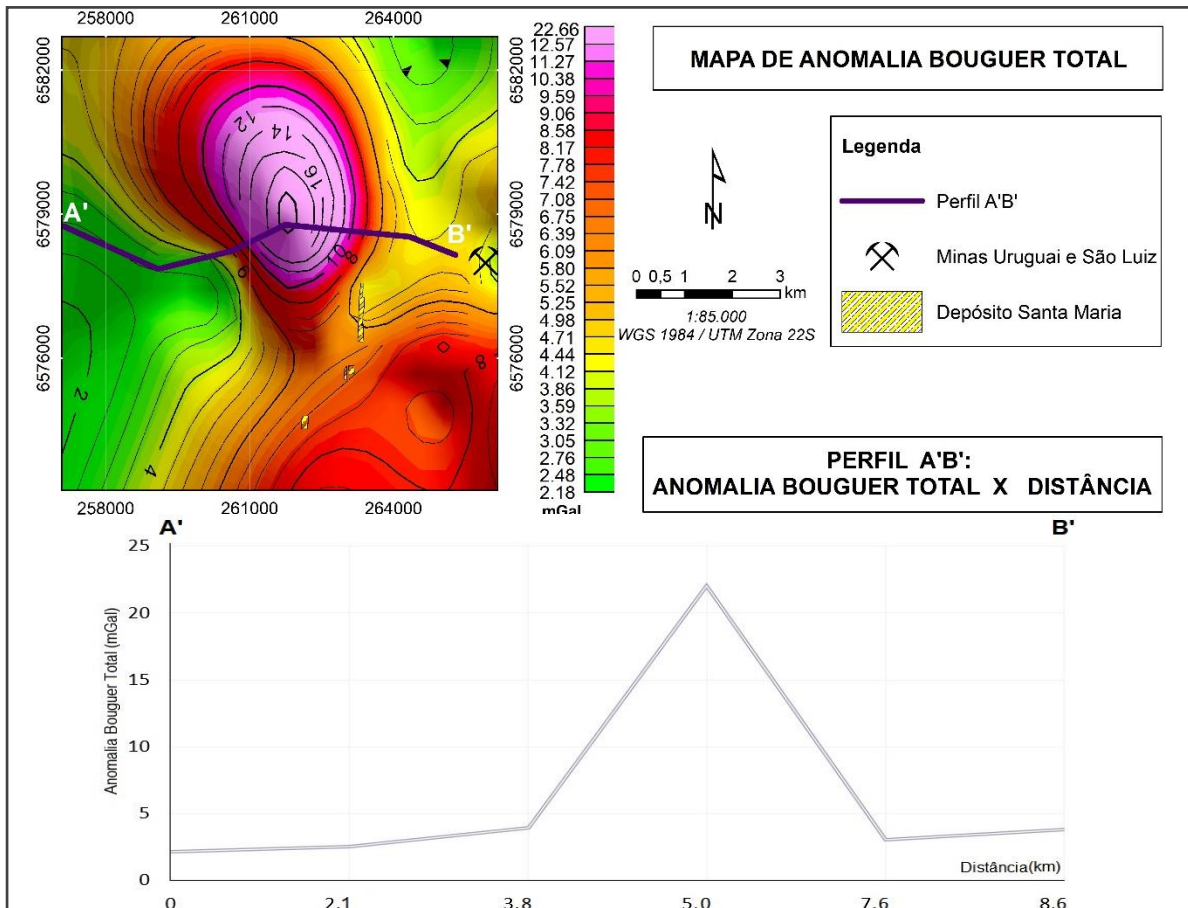 258000 261000 264000
6582000
6579000
6576000
6582000
6579000
6576000
A'
B'
12
14
16
10
8
6
2
4
8
258000 261000 264000
22.66
12.57
11.27
10.38
9.59
9.06
8.58
8.17
7.78
7.42
7.08
6.75
6.39
6.09
5.80
5.52
5.25
4.98
4.71
4.44
4.12
3.86
3.59
3.32
3.05
2.76
2.48
2.18
mGal
MAPA DE ANOMALIA BOUGUER TOTAL
N
0 0,5 1 2 3
km
1:85.000
WGS 1984 / UTM Zona 22S
Legenda
Perfil A'B'
Minas Uruguai e São Luiz
Depósito Santa Maria
PERFIL A'B':
ANOMALIA BOUGUER TOTAL X DISTÂNCIA
A'
B'
Anomalia Bouguer Total (mGal)
25
20
15
10
5
0
Distância(km)
0 2.1 3.8 5.0 7.6 8.6